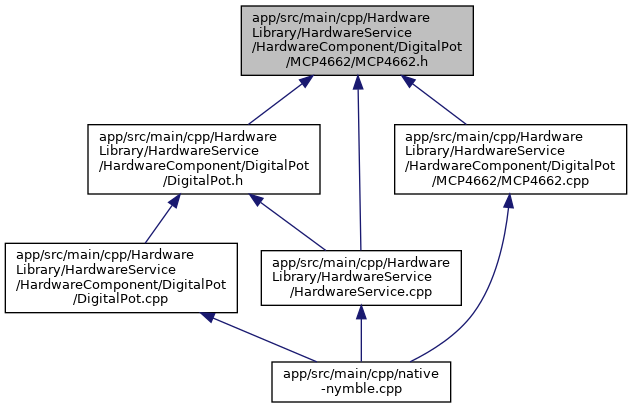 app/src/main/cpp/Hardware
Library/HardwareService
/HardwareComponent/DigitalPot
/MCP4662/MCP4662.h
app/src/main/cpp/Hardware
Library/HardwareService
/HardwareComponent/DigitalPot
/DigitalPot.h
app/src/main/cpp/Hardware
Library/HardwareService
/HardwareComponent/DigitalPot
/MCP4662/MCP4662.cpp
app/src/main/cpp/Hardware
Library/HardwareService
/HardwareComponent/DigitalPot
/DigitalPot.cpp
app/src/main/cpp/Hardware
Library/HardwareService
/HardwareService.cpp
app/src/main/cpp/native
-nymble.cpp